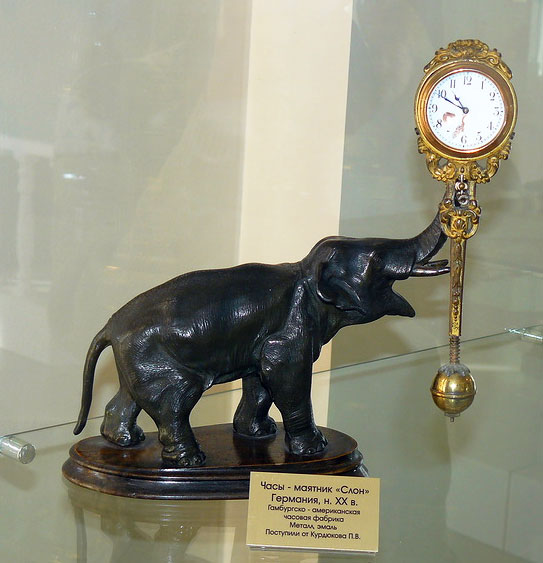 Часы - маятник «Слон»
Германия, н. XX в.
Гамбургско - американская
часовая фабрика
Металл, эмаль
Поступили от Курдюкова П.В.